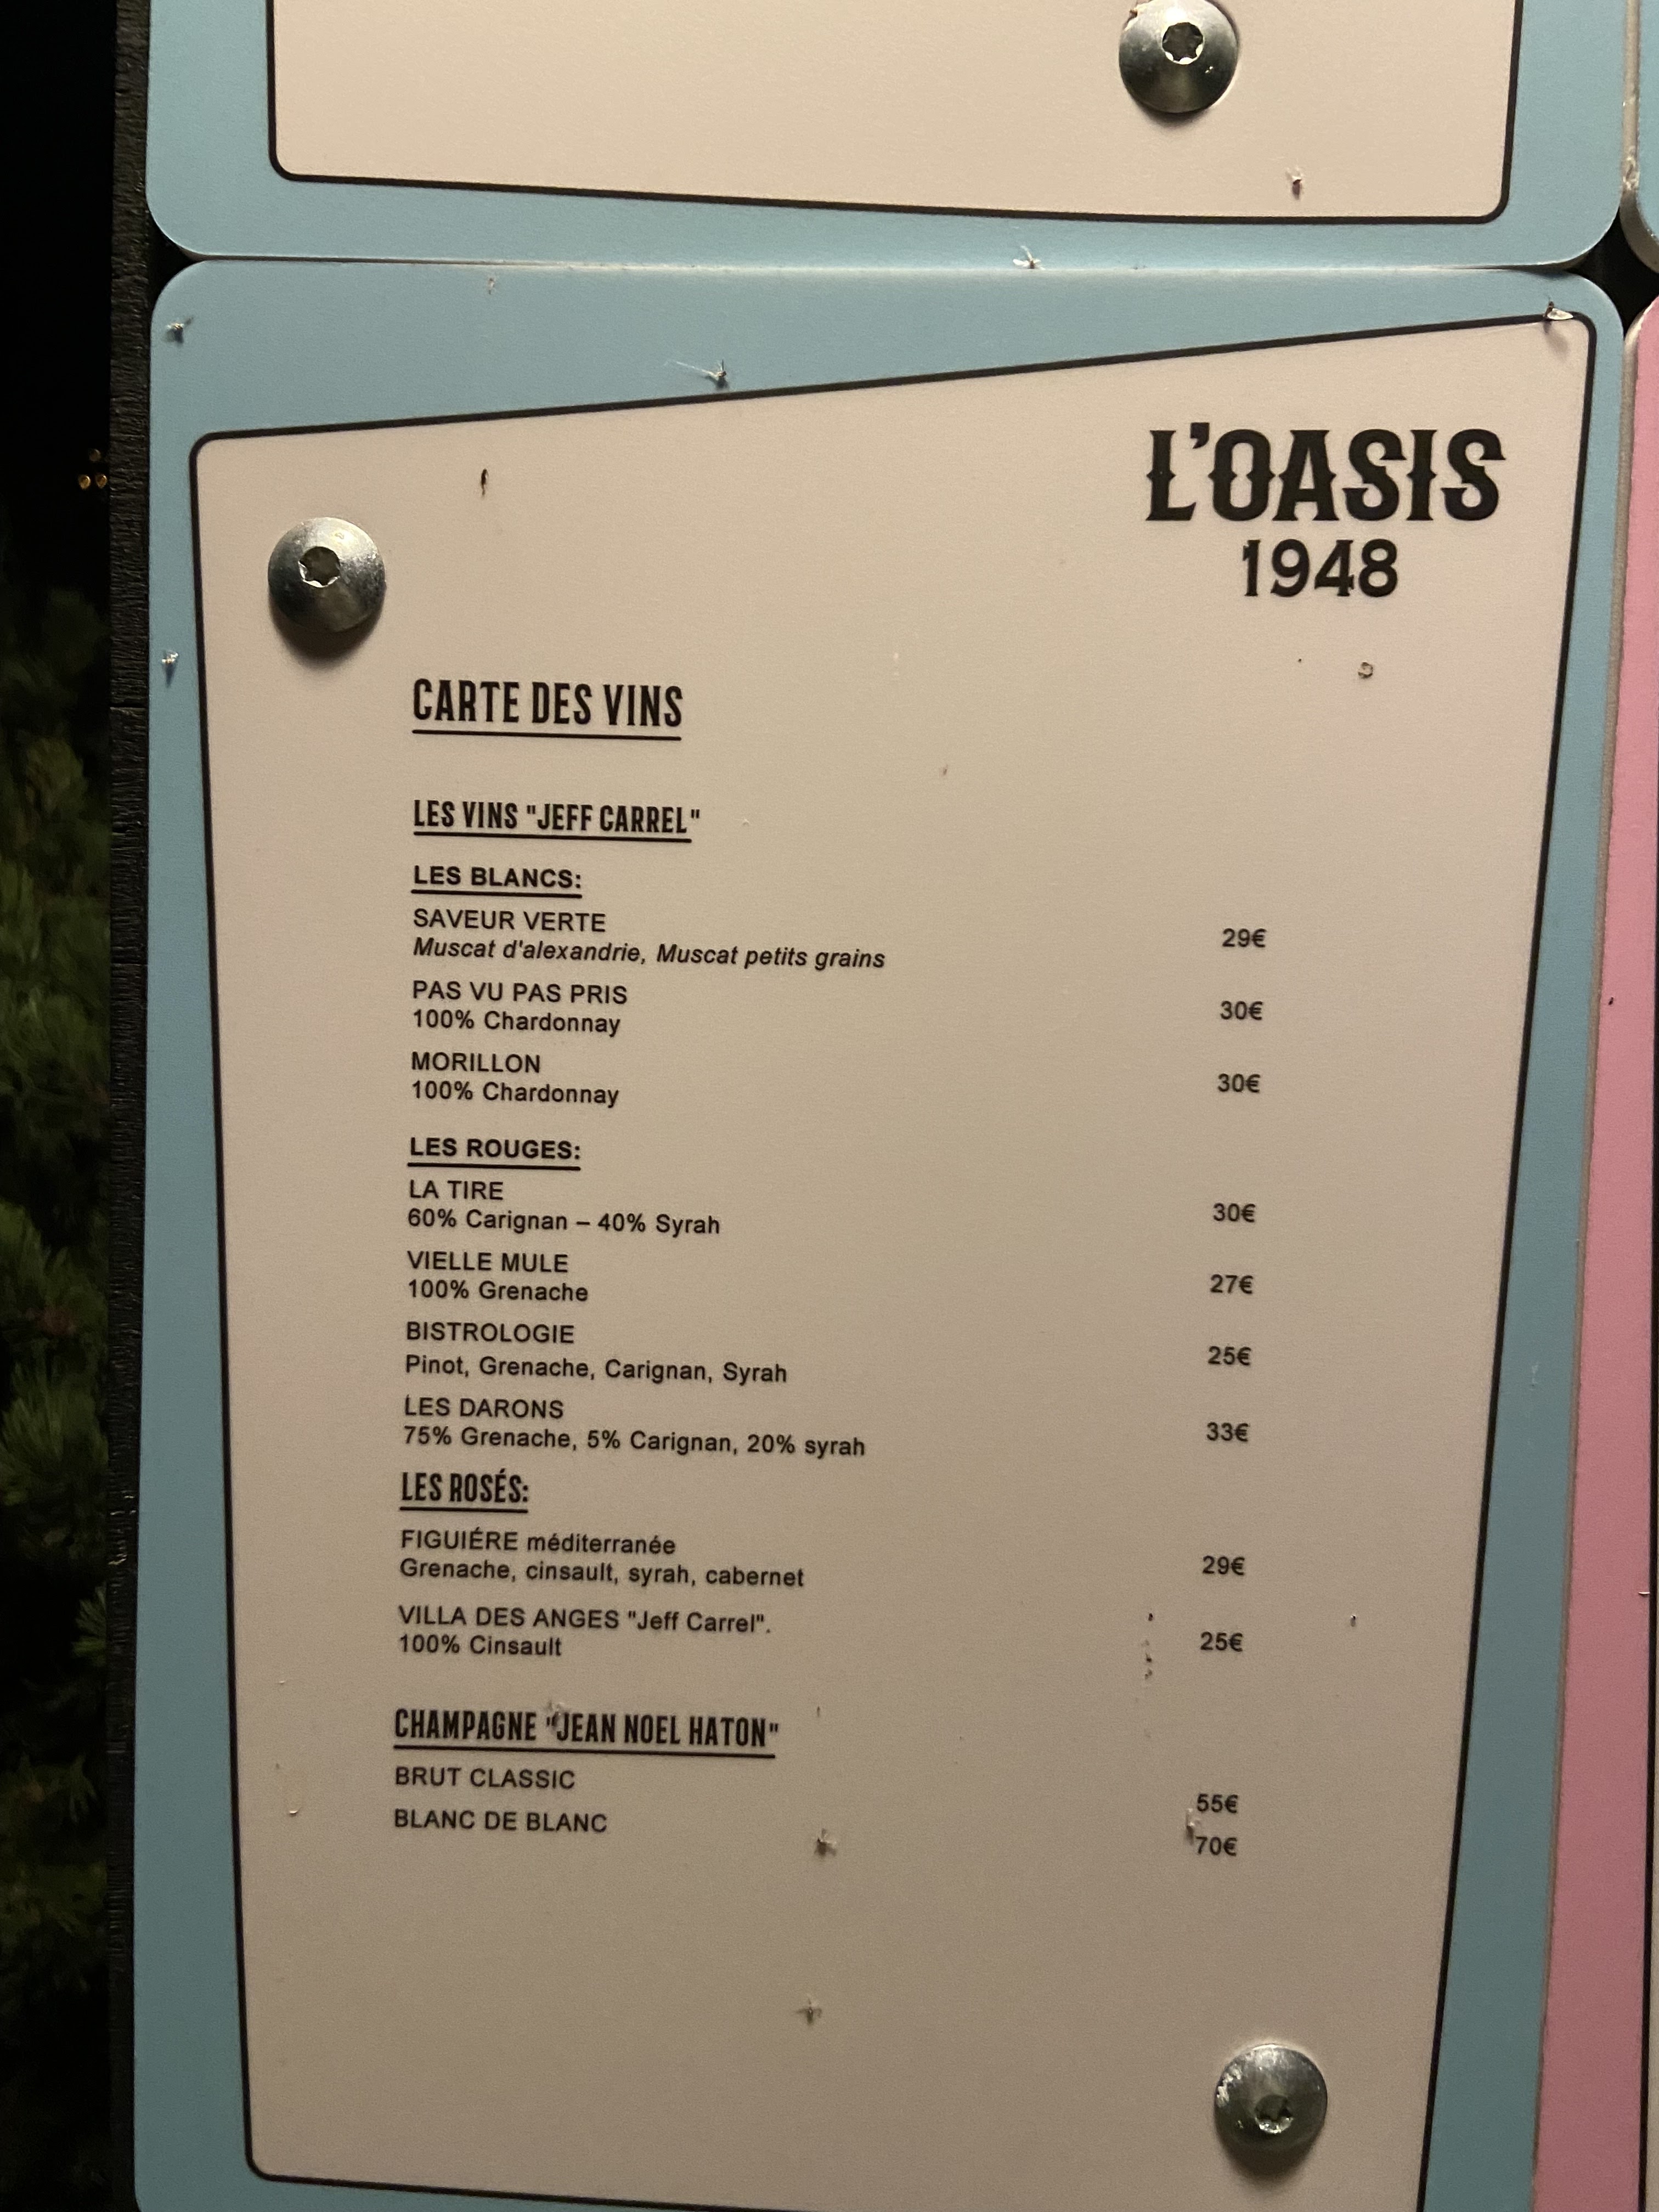 L'OASIS
1948
CARTE DES VINS
LES VINS "JEFF CARREL"
LES BLANCS:
SAVEUR VERTE
Muscat d'alexandrie, Muscat petits grains 29€
PAS VU PAS PRIS
100% Chardonnay 30€
MORILLON
100% Chardonnay 30€
LES ROUGES:
LA TIRE
60% Carignan – 40% Syrah 30€
VIELLE MULE
100% Grenache 27€
BISTROLOGIE
Pinot, Grenache, Carignan, Syrah 25€
LES DARONS
75% Grenache, 5% Carignan, 20% syrah 33€
LES ROSÉS:
FIGUIÉRE méditerranée
Grenache, cinsault, syrah, cabernet 29€
VILLA DES ANGES "Jeff Carrel".
100% Cinsault 25€
CHAMPAGNE "JEAN NOEL HATON"
BRUT CLASSIC 55€
BLANC DE BLANC 70€